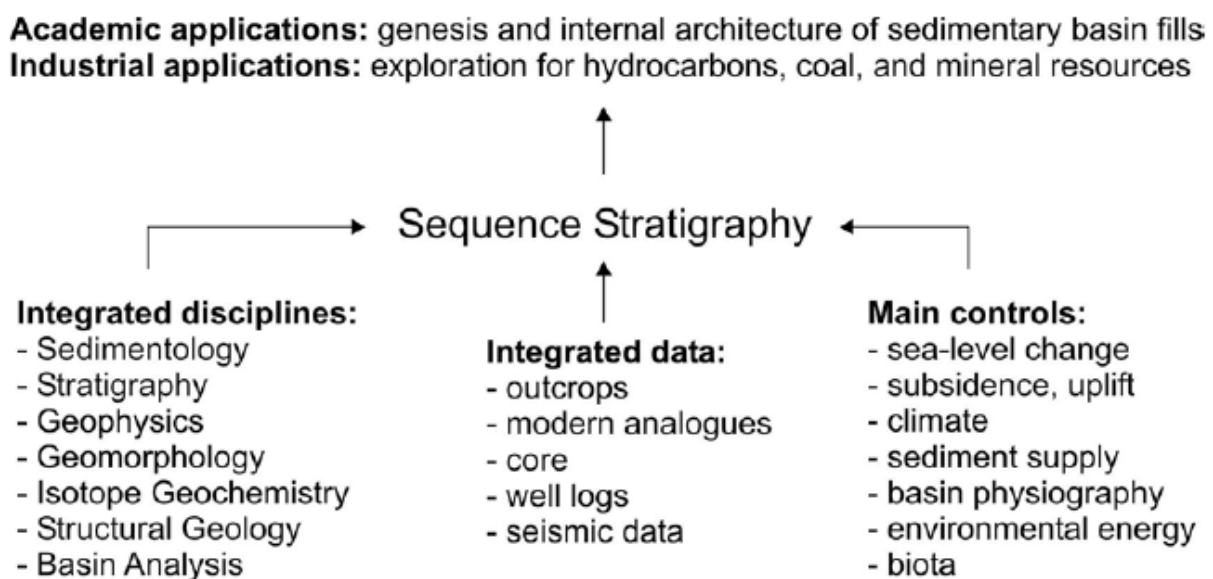 Academic applications: genesis and internal architecture of sedimentary basin fills
Industrial applications: exploration for hydrocarbons, coal, and mineral resources
Sequence Stratigraphy
Integrated disciplines:
- Sedimentology
- Stratigraphy
- Geophysics
- Geomorphology
- Isotope Geochemistry
- Structural Geology
- Basin Analysis
Integrated data:
- outcrops
- modern analogues
- core
- well logs
- seismic data
Main controls:
- sea-level change
- subsidence, uplift
- climate
- sediment supply
- basin physiography
- environmental energy
- biota